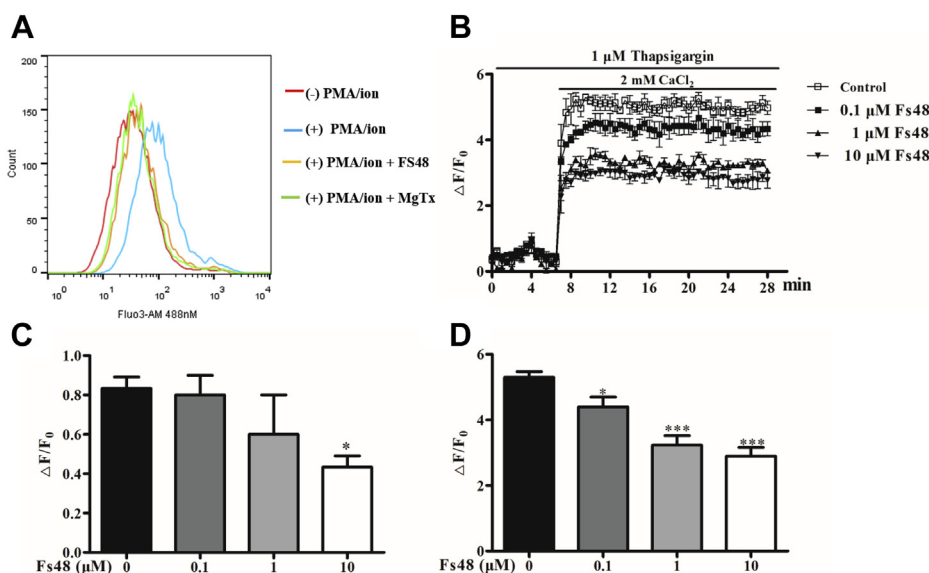 A
Count
200
150
100
50
0
10^0 10^1 10^2 10^3 10^4
Fluo3-AM 488nM
(-) PMA/ion
(+) PMA/ion
(+) PMA/ion + FS48
(+) PMA/ion + MgTx
B
1 µM Thapsigargin
2 mM CaCl₂
△F/F₀
6
4
2
0
0 4 8 12 16 20 24 28 min
Control
0.1 µM Fs48
1 µM Fs48
10 µM Fs48
C
△F/F₀
1.0
0.8
0.6
0.4
0.2
0.0
*
Fs48 (µM) 0 0.1 1 10
D
△F/F₀
6
4
2
0
*
***
***
Fs48 (µM) 0 0.1 1 10